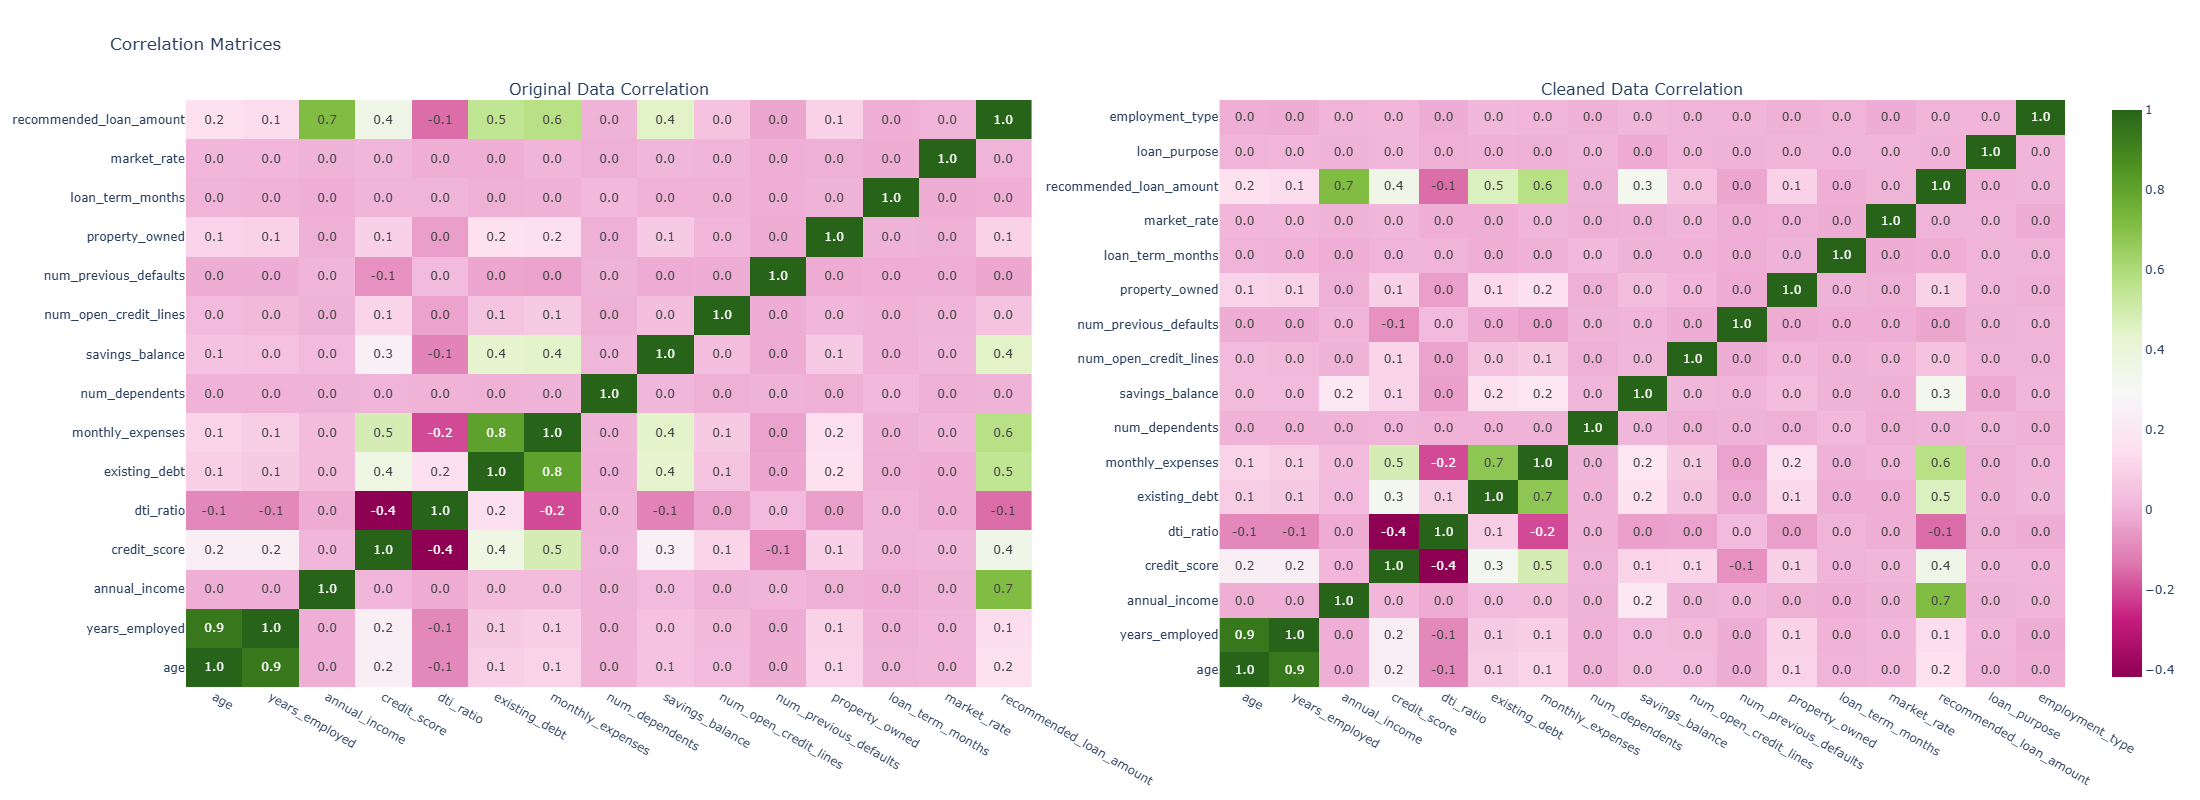 Correlation Matrices
Original Data Correlation
recommended_loan_amount 0.2 0.1 0.7 0.4 -0.1 0.5 0.6 0.0 0.4 0.0 0.0 0.1 0.0 0.0 1.0
market_rate 0.0 0.0 0.0 0.0 0.0 0.0 0.0 0.0 0.0 0.0 0.0 0.0 0.0 1.0 0.0
loan_term_months 0.0 0.0 0.0 0.0 0.0 0.0 0.0 0.0 0.0 0.0 0.0 0.0 1.0 0.0 0.0
property_owned 0.1 0.1 0.0 0.1 0.0 0.2 0.2 0.0 0.1 0.0 0.0 1.0 0.0 0.0 0.1
num_previous_defaults 0.0 0.0 0.0 -0.1 0.0 0.0 0.0 0.0 0.0 0.0 1.0 0.0 0.0 0.0 0.0
num_open_credit_lines 0.0 0.0 0.0 0.1 0.0 0.1 0.1 0.0 0.0 1.0 0.0 0.0 0.0 0.0 0.0
savings_balance 0.1 0.0 0.0 0.3 -0.1 0.4 0.4 0.0 1.0 0.0 0.0 0.1 0.0 0.0 0.4
num_dependents 0.0 0.0 0.0 0.0 0.0 0.0 0.0 1.0 0.0 0.0 0.0 0.0 0.0 0.0 0.0
monthly_expenses 0.1 0.1 0.0 0.5 -0.2 0.8 1.0 0.0 0.4 0.1 0.0 0.2 0.0 0.0 0.6
existing_debt 0.1 0.1 0.0 0.4 0.2 1.0 0.8 0.0 0.4 0.1 0.0 0.2 0.0 0.0 0.5
dti_ratio -0.1 -0.1 0.0 -0.4 1.0 0.2 -0.2 0.0 -0.1 0.0 0.0 0.0 0.0 0.0 -0.1
credit_score 0.2 0.2 0.0 1.0 -0.4 0.4 0.5 0.0 0.3 0.1 -0.1 0.1 0.0 0.0 0.4
annual_income 0.0 0.0 1.0 0.0 0.0 0.0 0.0 0.0 0.0 0.0 0.0 0.0 0.0 0.0 0.7
years_employed 0.9 1.0 0.0 0.2 -0.1 0.1 0.1 0.0 0.0 0.0 0.0 0.1 0.0 0.0 0.1
age 1.0 0.9 0.0 0.2 -0.1 0.1 0.1 0.0 0.1 0.0 0.0 0.1 0.0 0.0 0.2
age
years_employed
annual_income
credit_score
dti_ratio
existing_debt
monthly_expenses
num_dependents
savings_balance
num_open_credit_lines
num_previous_defaults
property_owned
loan_term_months
market_rate
recommended_loan_amount
Cleaned Data Correlation
employment_type 0.0 0.0 0.0 0.0 0.0 0.0 0.0 0.0 0.0 0.0 0.0 0.0 0.0 0.0 0.0 0.0 1.0
loan_purpose 0.0 0.0 0.0 0.0 0.0 0.0 0.0 0.0 0.0 0.0 0.0 0.0 0.0 0.0 0.0 1.0 0.0
recommended_loan_amount 0.2 0.1 0.7 0.4 -0.1 0.5 0.6 0.0 0.3 0.0 0.0 0.1 0.0 0.0 1.0 0.0 0.0
market_rate 0.0 0.0 0.0 0.0 0.0 0.0 0.0 0.0 0.0 0.0 0.0 0.0 0.0 1.0 0.0 0.0 0.0
loan_term_months 0.0 0.0 0.0 0.0 0.0 0.0 0.0 0.0 0.0 0.0 0.0 0.0 1.0 0.0 0.0 0.0 0.0
property_owned 0.1 0.1 0.0 0.1 0.0 0.1 0.2 0.0 0.0 0.0 0.0 1.0 0.0 0.0 0.1 0.0 0.0
num_previous_defaults 0.0 0.0 0.0 -0.1 0.0 0.0 0.0 0.0 0.0 0.0 1.0 0.0 0.0 0.0 0.0 0.0 0.0
num_open_credit_lines 0.0 0.0 0.0 0.1 0.0 0.0 0.1 0.0 0.0 1.0 0.0 0.0 0.0 0.0 0.0 0.0 0.0
savings_balance 0.0 0.0 0.2 0.1 0.0 0.2 0.2 0.0 1.0 0.0 0.0 0.0 0.0 0.0 0.3 0.0 0.0
num_dependents 0.0 0.0 0.0 0.0 0.0 0.0 0.0 1.0 0.0 0.0 0.0 0.0 0.0 0.0 0.0 0.0 0.0
monthly_expenses 0.1 0.1 0.0 0.5 -0.2 0.7 1.0 0.0 0.2 0.1 0.0 0.2 0.0 0.0 0.6 0.0 0.0
existing_debt 0.1 0.1 0.0 0.3 0.1 1.0 0.7 0.0 0.2 0.0 0.0 0.1 0.0 0.0 0.5 0.0 0.0
dti_ratio -0.1 -0.1 0.0 -0.4 1.0 0.1 -0.2 0.0 0.0 0.0 0.0 0.0 0.0 0.0 -0.1 0.0 0.0
credit_score 0.2 0.2 0.0 1.0 -0.4 0.3 0.5 0.0 0.1 0.1 -0.1 0.1 0.0 0.0 0.4 0.0 0.0
annual_income 0.0 0.0 1.0 0.0 0.0 0.0 0.0 0.0 0.2 0.0 0.0 0.0 0.0 0.0 0.7 0.0 0.0
years_employed 0.9 1.0 0.0 0.2 -0.1 0.1 0.1 0.0 0.0 0.0 0.0 0.1 0.0 0.0 0.1 0.0 0.0
age 1.0 0.9 0.0 0.2 -0.1 0.1 0.1 0.0 0.0 0.0 0.0 0.1 0.0 0.0 0.2 0.0 0.0
age
years_employed
annual_income
credit_score
dti_ratio
existing_debt
monthly_expenses
num_dependents
savings_balance
num_open_credit_lines
num_previous_defaults
property_owned
loan_term_months
market_rate
recommended_loan_amount
loan_purpose
employment_type
1
0.8
0.6
0.4
0.2
0
−0.2
−0.4